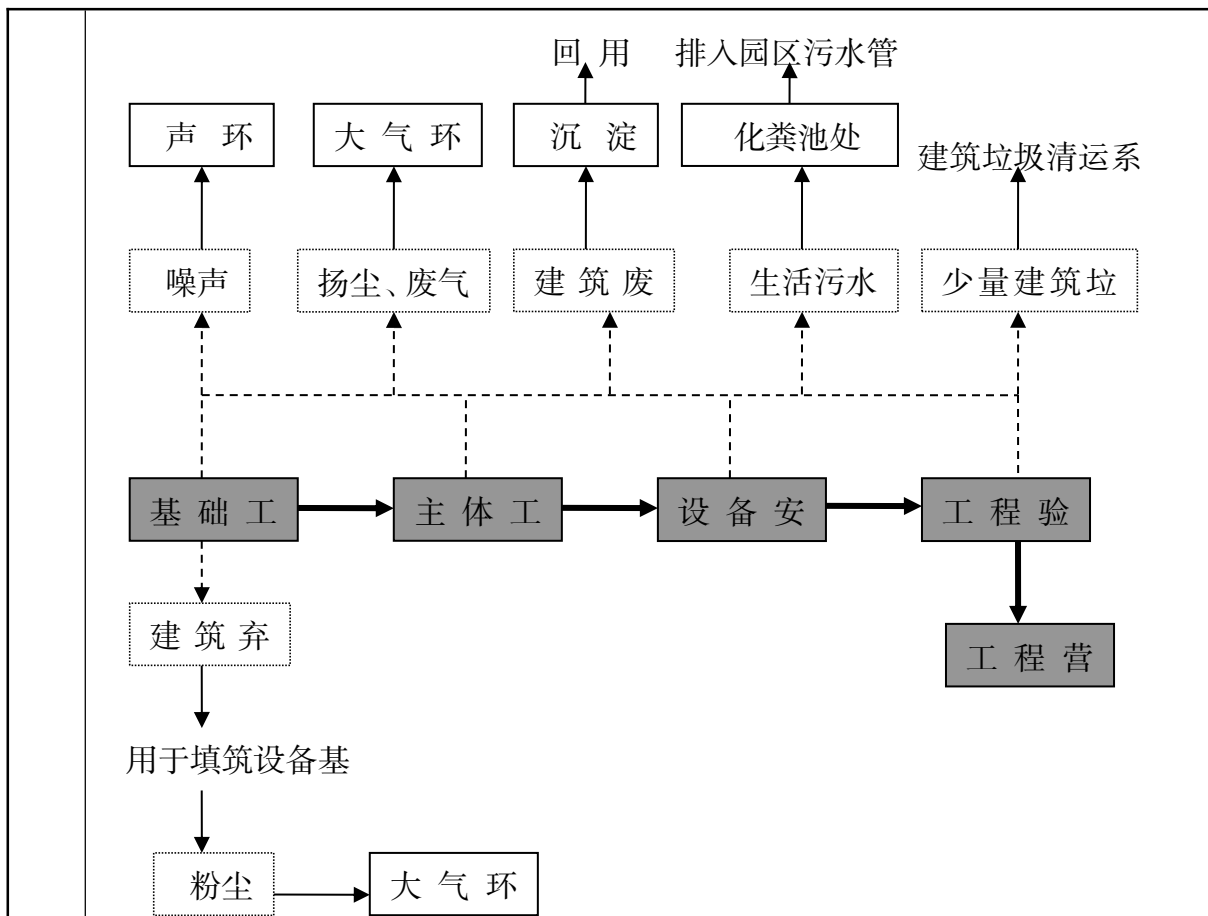 回 用
排入园区污水管
声 环
大 气 环
沉 淀
化粪池处
建筑垃圾清运系
噪声
扬尘、废气
建 筑 废
生活污水
少量建筑垃
基 础 工
主 体 工
设 备 安
工 程 验
建 筑 弃
工 程 营
用于填筑设备基
粉尘
大 气 环